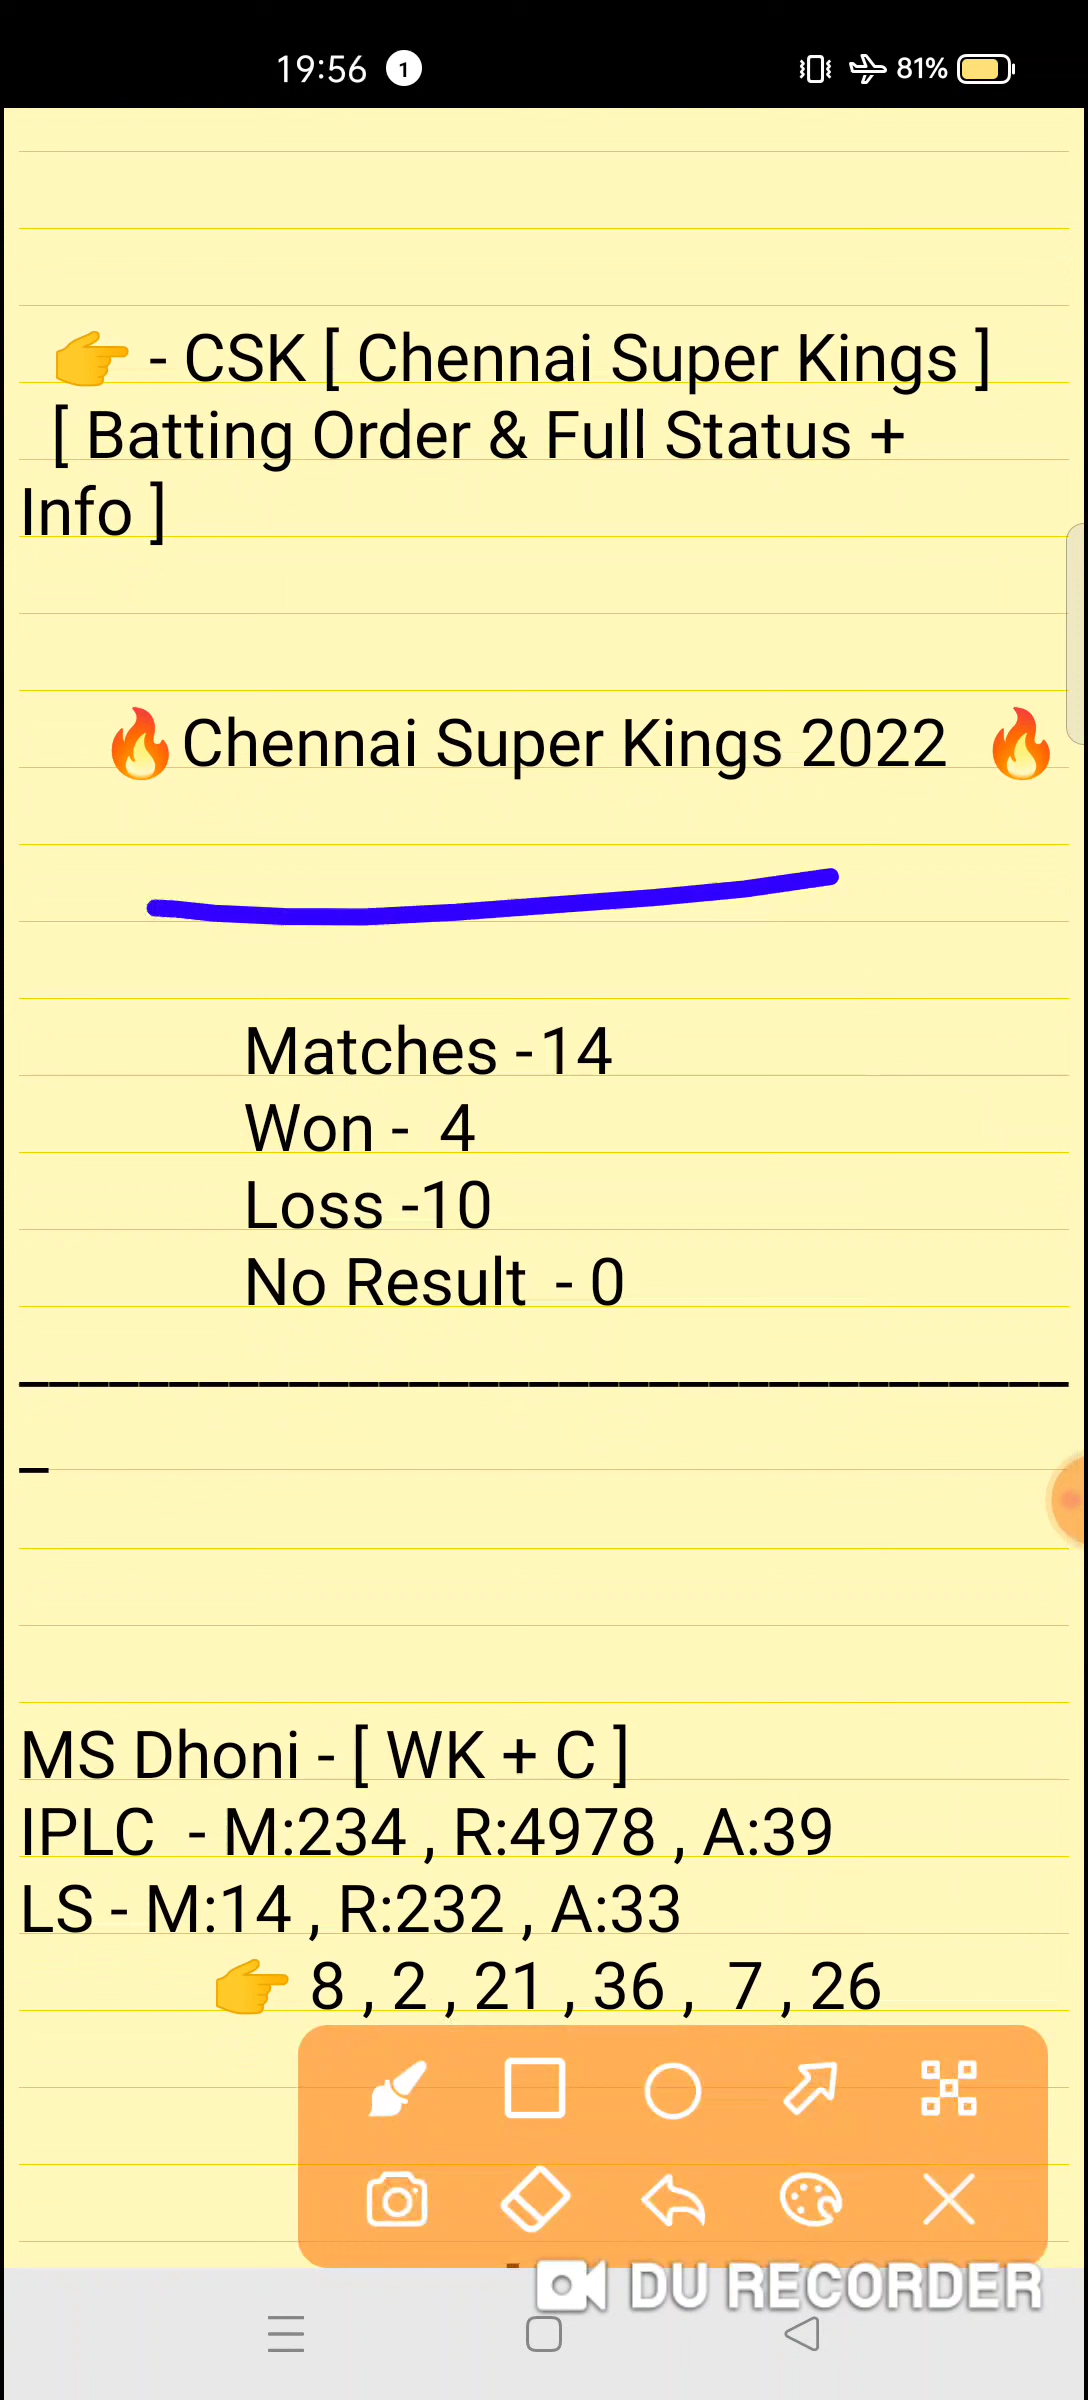 19:56 1 81%
👉 - CSK [ Chennai Super Kings ]
[ Batting Order & Full Status +
Info ]
🔥Chennai Super Kings 2022 🔥
Matches -14
Won - 4
Loss -10
No Result - 0
___________________________________
_
MS Dhoni - [ WK + C ]
IPLC - M:234 , R:4978 , A:39
LS - M:14 , R:232 , A:33
👉 8 , 2 , 21 , 36 , 7 , 26
DU RECORDER